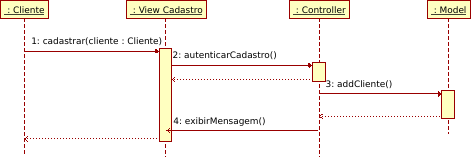 : Cliente
: View Cadastro
: Controller
: Model
1: cadastrar(cliente : Cliente)
2: autenticarCadastro()
3: addCliente()
4: exibirMensagem()